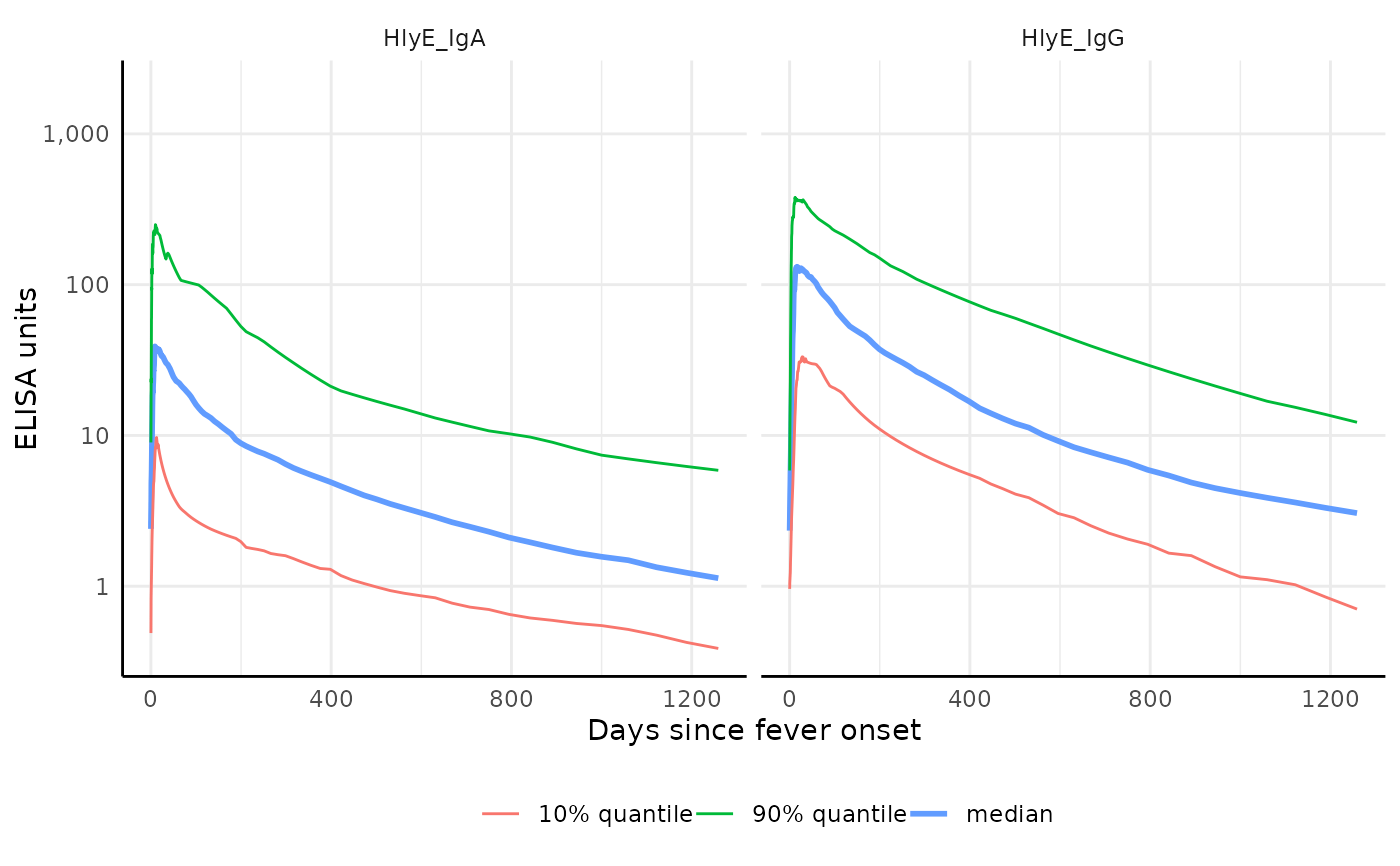 HlyE_IgA
HlyE_IgG
ELISA units
1,000
100
10
1
0 400 800 1200
0 400 800 1200
Days since fever onset
10% quantile 90% quantile median